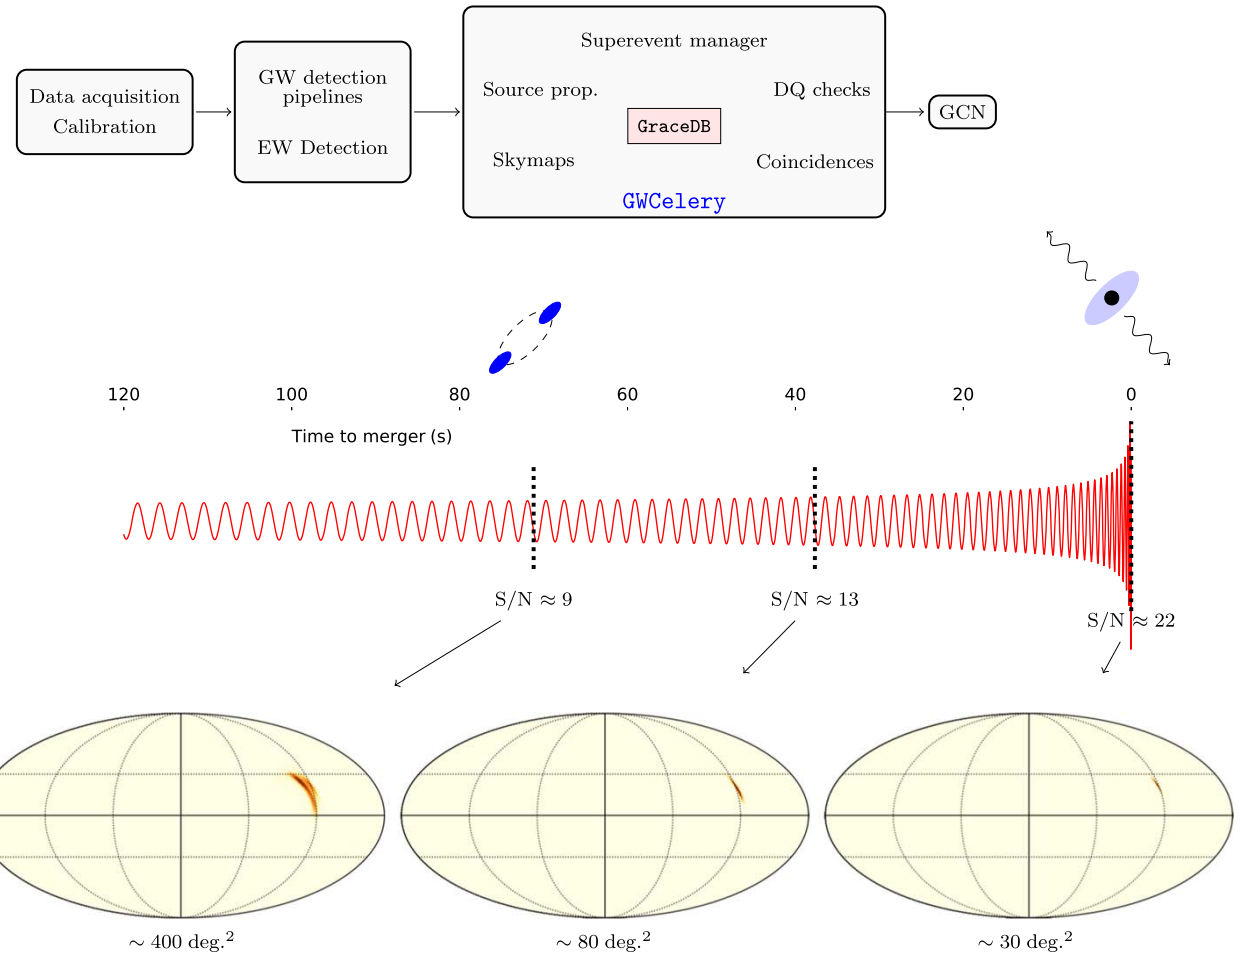 Data acquisition
Calibration
GW detection
pipelines
EW Detection
Superevent manager
Source prop.
DQ checks
GraceDB
Skymaps
Coincidences
GWCelery
GCN
120 100 80 60 40 20 0
Time to merger (s)
S/N ≈ 9
S/N ≈ 13
S/N ≈ 22
∼ 400 deg.²
∼ 80 deg.²
∼ 30 deg.²